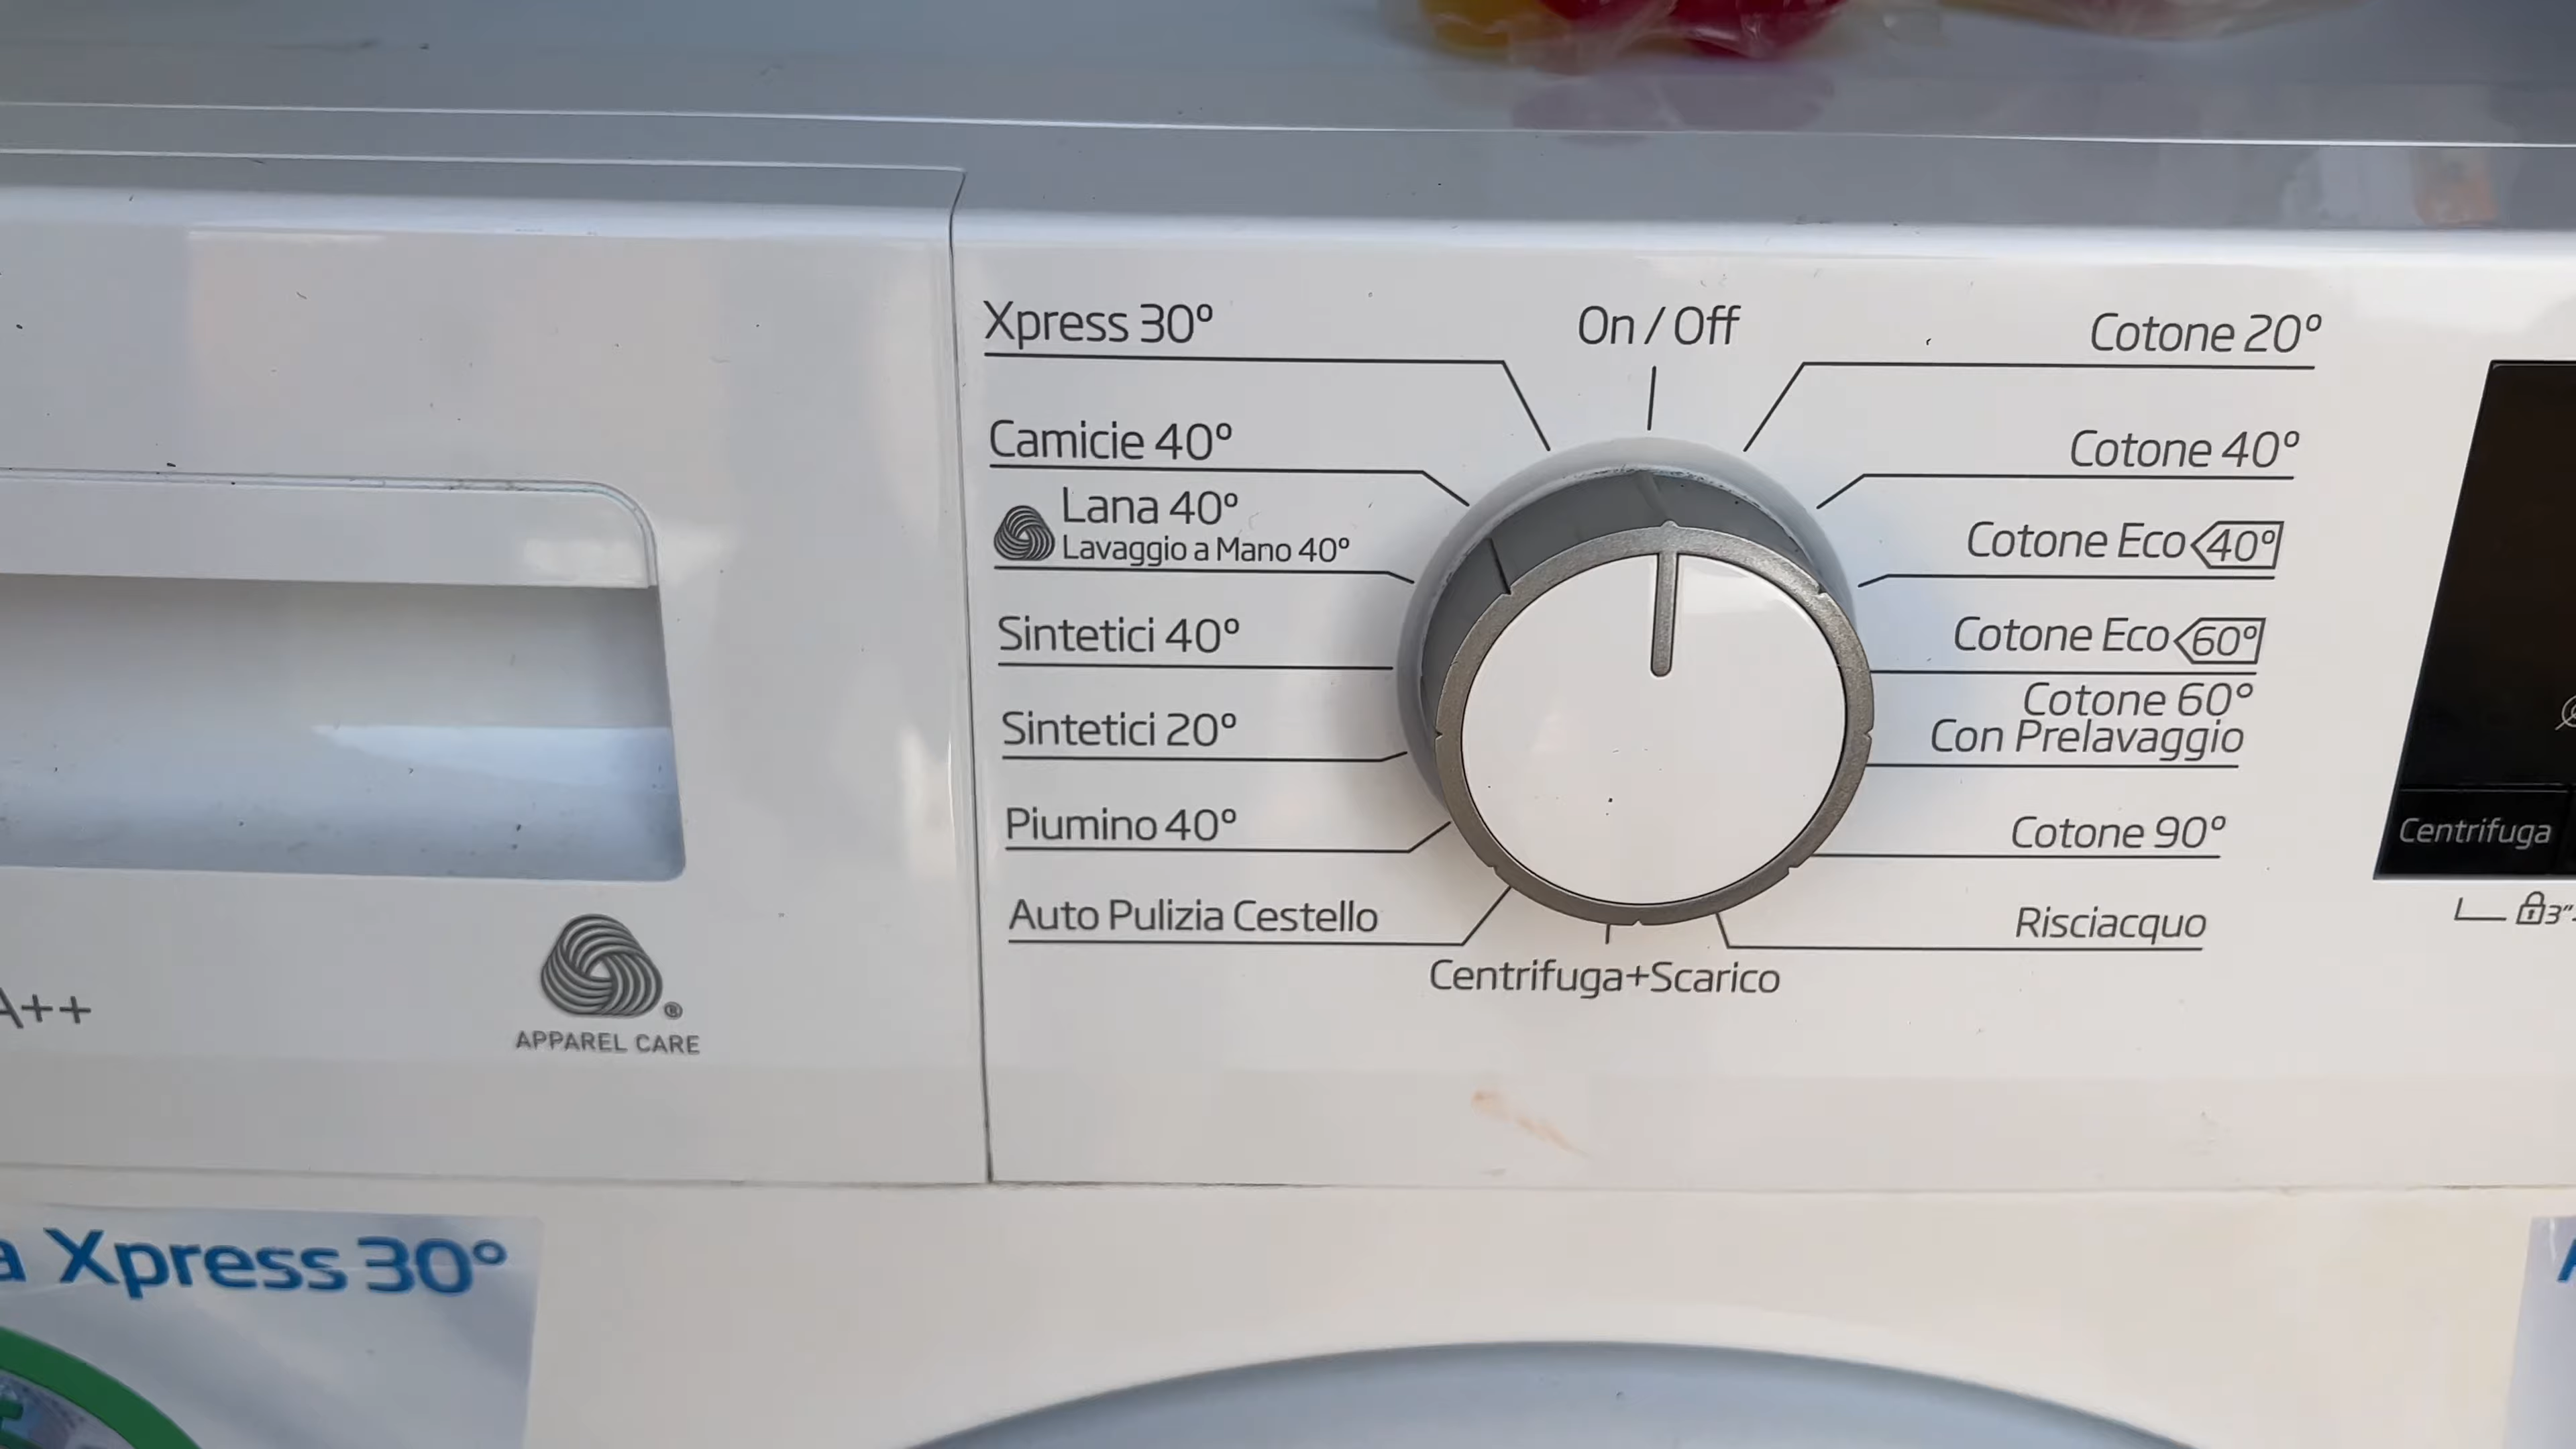 Xpress 30°
On / Off
Cotone 20°
Camicie 40°
Cotone 40°
Lana 40°
Lavaggio a Mano 40°
Cotone Eco 40°
Sintetici 40°
Cotone Eco 60°
Cotone 60°
Con Prelavaggio
Sintetici 20°
Piumino 40°
Cotone 90°
Centrifuga
Auto Pulizia Cestello
Risciacquo
3"
Centrifuga+Scarico
A++
®
APPAREL CARE
a Xpress 30°